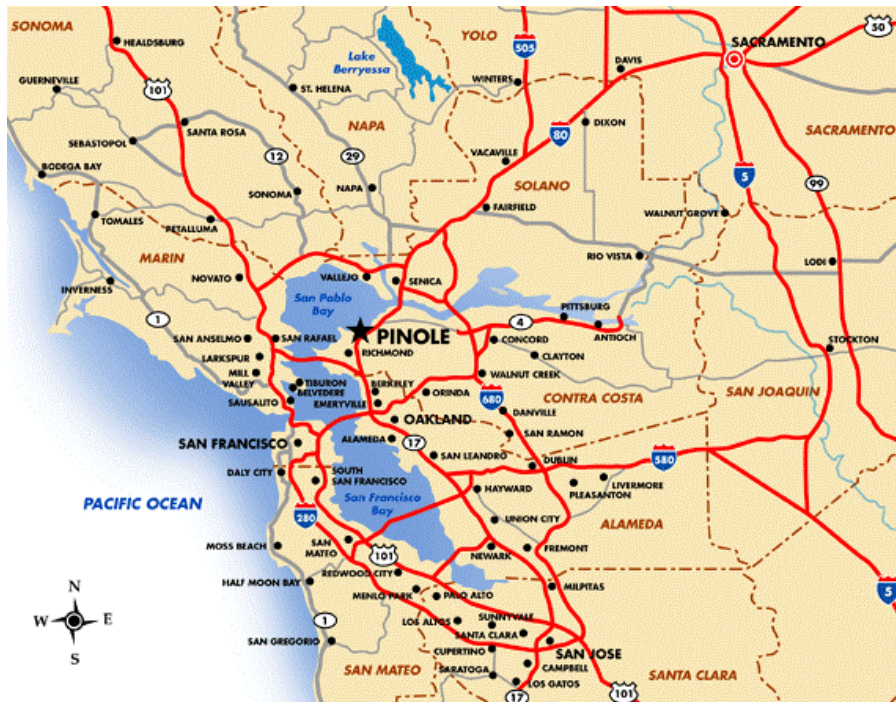 SONOMA
HEALDSBURG
YOLO
505
50
SACRAMENTO
Lake
Berryessa
DAVIS
GUERNEVILLE
101
ST. HELENA
WINTERS
NAPA
DIXON
80
SACRAMENTO
SANTA ROSA
SEBASTOPOL
12
29
VACAVILLE
5
BODEGA BAY
SOLANO
99
SONOMA
NAPA
FAIRFIELD
WALNUT GROVE
TOMALES
PETALLUMA
MARIN
RIO VISTA
LODI
NOVATO
VALLEJO
SENICA
INVERNESS
San Pablo
Bay
PITTSBURG
1
4
ANTIOCH
PINOLE
SAN ANSELMO
SAN RAFAEL
CONCORD
STOCKTON
RICHMOND
CLAYTON
LARKSPUR
MILL
VALLEY
WALNUT CREEK
TIBURON
BELVEDERE
BERKELEY
ORINDA
CONTRA COSTA
SAN JOAQUIN
SAUSALITO
EMERYVILLE
680
DANVILLE
OAKLAND
SAN FRANCISCO
ALAMEDA
17
SAN RAMON
SAN LEANDRO
580
DUBLIN
DALY CITY
SOUTH
SAN FRANCISCO
PLEASANTON
LIVERMORE
HAYWARD
PACIFIC OCEAN
San Francisco
Bay
280
UNION CITY
ALAMEDA
MOSS BEACH
SAN
MATEO
101
NEWARK
FREMONT
REDWOOD CITY
HALF MOON BAY
MENLO PARK
PALO ALTO
MILPITAS
5
N
W
E
S
1
LOS ALTOS
SUNNYVALE
SANTA CLARA
SAN GREGORIO
CUPERTINO
SAN JOSE
SAN MATEO
SARATOGA
CAMPBELL
SANTA CLARA
LOS GATOS
17
101